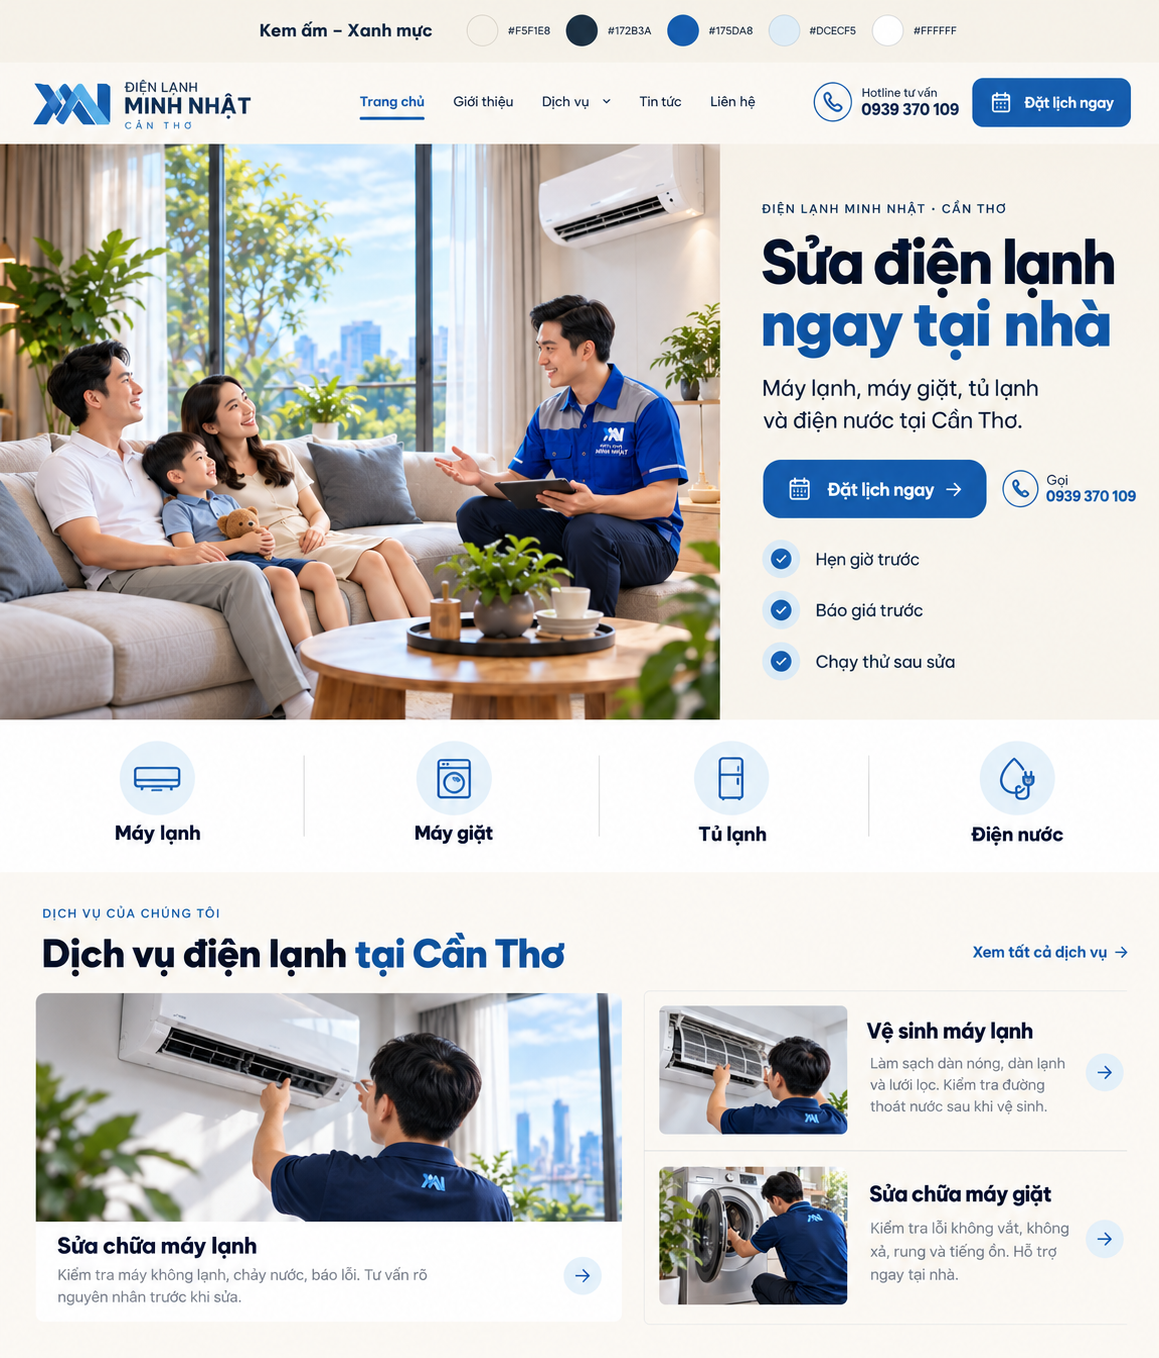 Kem ấm – Xanh mực
#F5F1E8
#172B3A
#175DA8
#DCECF5
#FFFFFF
ĐIỆN LẠNH
MINH NHẬT
CẦN THƠ
Trang chủ
Giới thiệu
Dịch vụ
Tin tức
Liên hệ
Hotline tư vấn
0939 370 109
Đặt lịch ngay
MINH NHẬT
ĐIỆN LẠNH MINH NHẬT · CẦN THƠ
Sửa điện lạnh
ngay tại nhà
Máy lạnh, máy giặt, tủ lạnh
và điện nước tại Cần Thơ.
Đặt lịch ngay →
Gọi
0939 370 109
Hẹn giờ trước
Báo giá trước
Chạy thử sau sửa
Máy lạnh
Máy giặt
Tủ lạnh
Điện nước
DỊCH VỤ CỦA CHÚNG TÔI
Dịch vụ điện lạnh tại Cần Thơ
Xem tất cả dịch vụ →
Sửa chữa máy lạnh
Kiểm tra máy không lạnh, chảy nước, báo lỗi. Tư vấn rõ
nguyên nhân trước khi sửa.
Vệ sinh máy lạnh
Làm sạch dàn nóng, dàn lạnh
và lưới lọc. Kiểm tra đường
thoát nước sau khi vệ sinh.
Sửa chữa máy giặt
Kiểm tra lỗi không vắt, không
xả, rung và tiếng ồn. Hỗ trợ
ngay tại nhà.